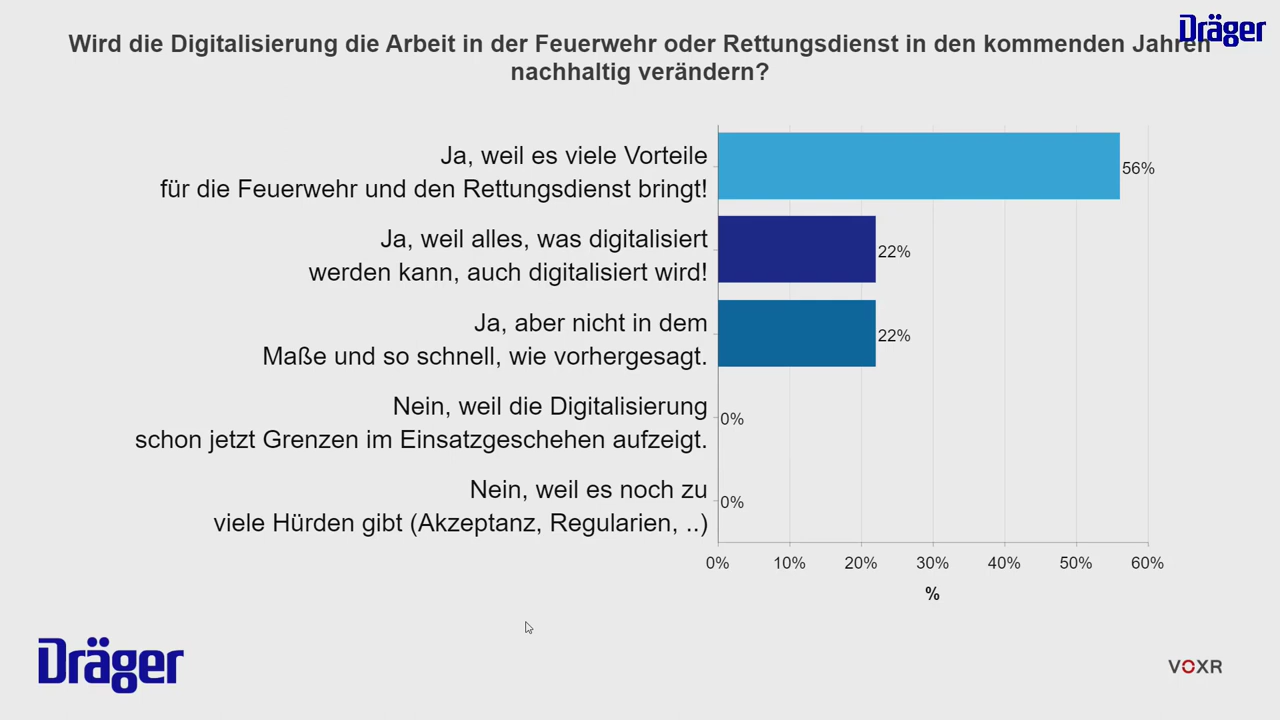 Dräger
Wird die Digitalisierung die Arbeit in der Feuerwehr oder Rettungsdienst in den kommenden Jahren
nachhaltig verändern?
Ja, weil es viele Vorteile
für die Feuerwehr und den Rettungsdienst bringt!
56%
Ja, weil alles, was digitalisiert
werden kann, auch digitalisiert wird!
22%
Ja, aber nicht in dem
Maße und so schnell, wie vorhergesagt.
22%
Nein, weil die Digitalisierung
schon jetzt Grenzen im Einsatzgeschehen aufzeigt.
0%
Nein, weil es noch zu
viele Hürden gibt (Akzeptanz, Regularien, ..)
0%
0% 10% 20% 30% 40% 50% 60%
%
Dräger
VOXR